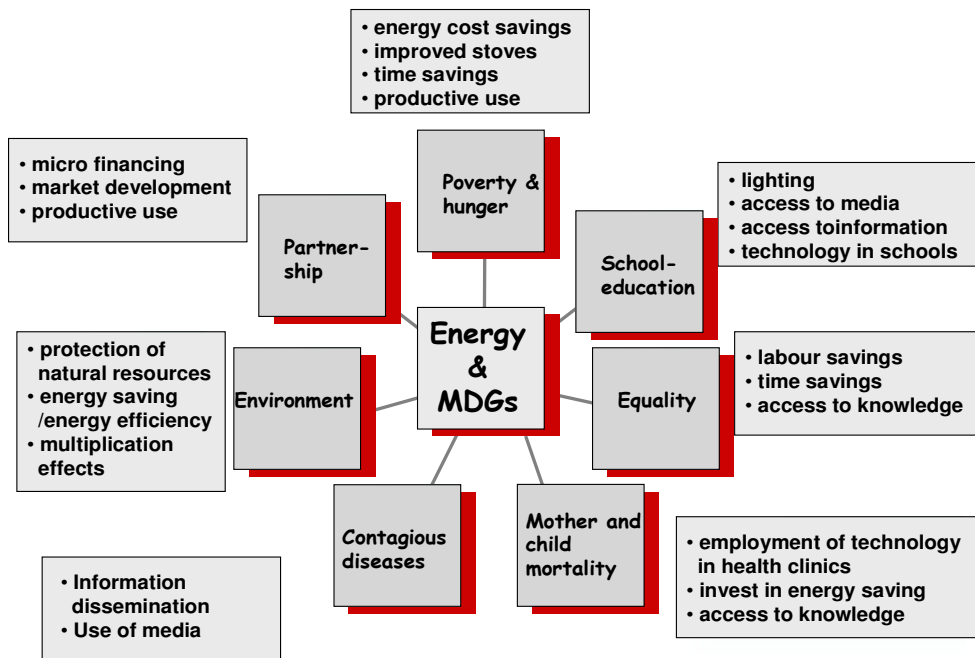 • energy cost savings
• improved stoves
• time savings
• productive use
• micro financing
• market development
• productive use
Poverty &
hunger
• lighting
• access to media
• access toinformation
• technology in schools
Partner-
ship
School-
education
Energy
&
MDGs
• protection of
natural resources
• energy saving
/energy efficiency
• multiplication
effects
Environment
Equality
• labour savings
• time savings
• access to knowledge
Contagious
diseases
Mother and
child
mortality
• employment of technology
in health clinics
• invest in energy saving
• access to knowledge
• Information
dissemination
• Use of media